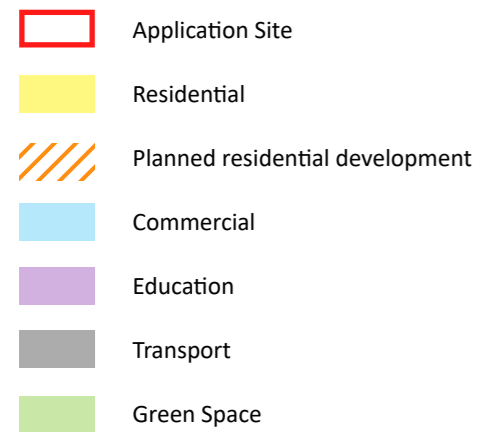 Application Site
Residential
Planned residential development
Commercial
Education
Transport
Green Space